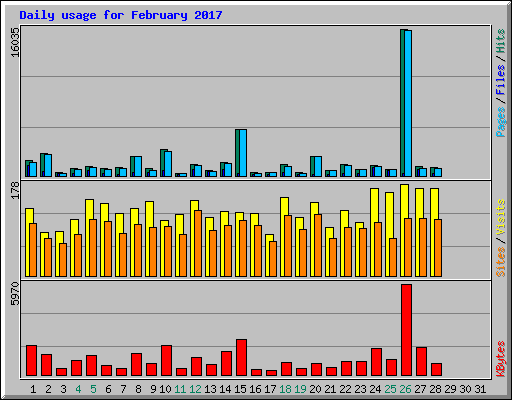 Daily usage for February 2017
16035
Pages / Files / Hits
178
Sites / Visits
5970
KBytes
1 2 3 4 5 6 7 8 9 10 11 12 13 14 15 16 17 18 19 20 21 22 23 24 25 26 27 28 29 30 31